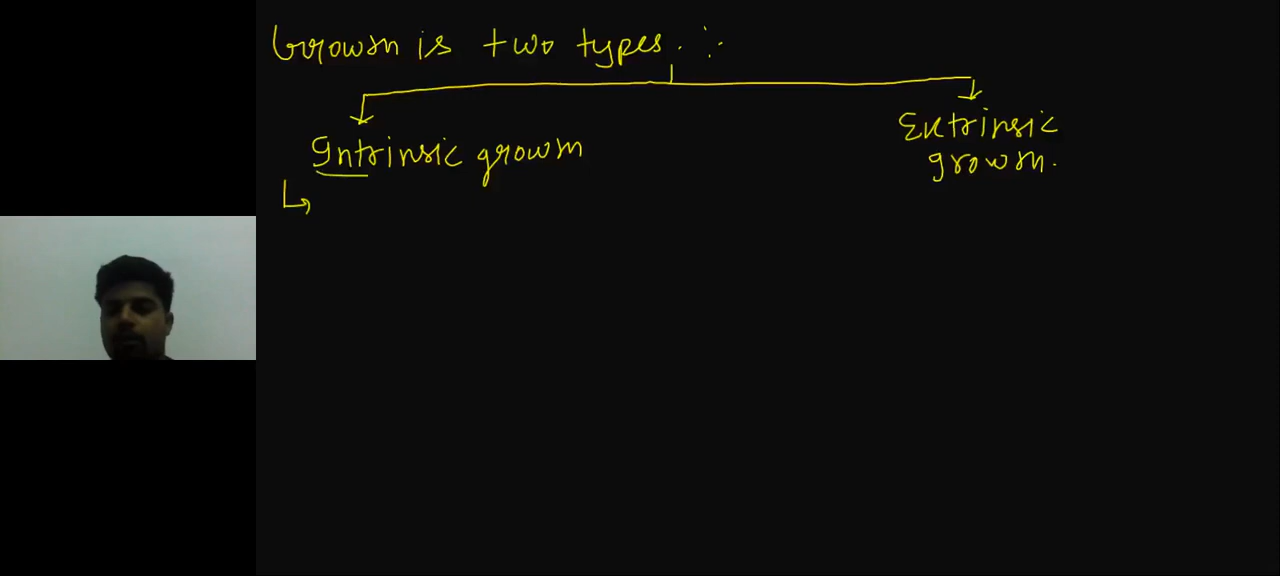 Growth is two types :
Intrinsic growth
Extrinsic
growth.